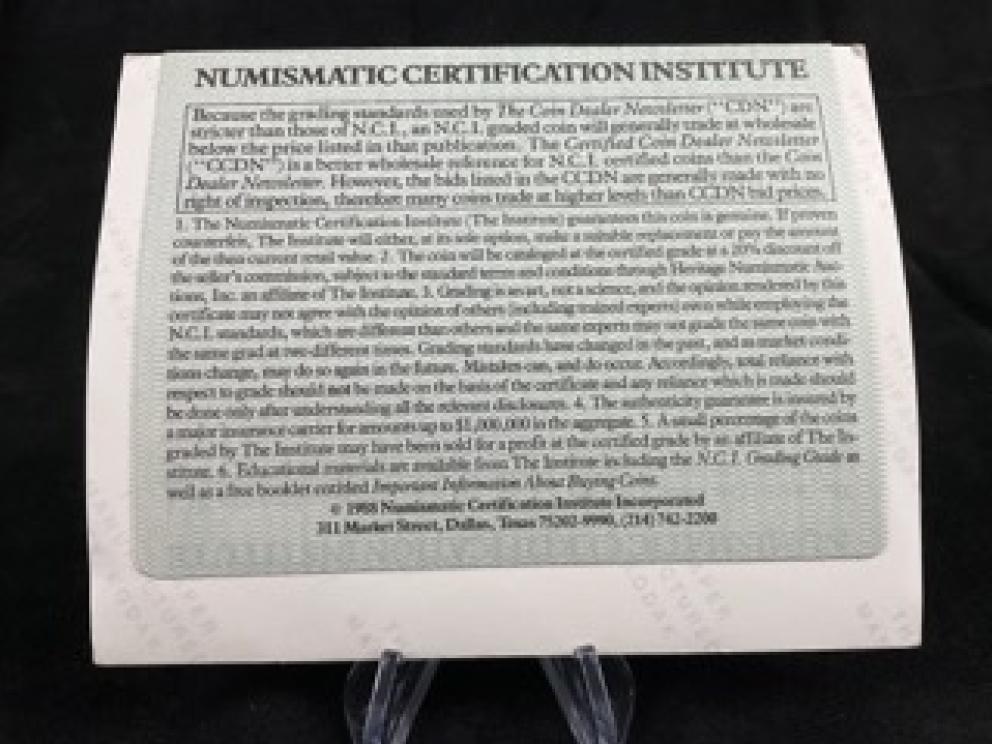 NUMISMATIC CERTIFICATION INSTITUTE
Because the grading standards used by The Coin Dealer Newsletter ("CDN") are
stricter than those of N.C.I., an N.C.I. graded coin will generally trade at wholesale
below the price listed in that publication. The Certified Coin Dealer Newsletter
("CCDN") is a better wholesale reference for N.C.I. certified coins than the Coin
Dealer Newsletter. However, the bids listed in the CCDN are generally made with no
right of inspection, therefore many coins trade at higher levels than CCDN bid prices.
1. The Numismatic Certification Institute (The Institute) guarantees this coin is genuine. If proven
counterfeit, The Institute will either, at its sole option, make a suitable replacement or pay the amount
of the then current retail value. 2. The coin will be cataloged at the certified grade at a 20% discount off
the seller's commission, subject to the standard terms and conditions through Heritage Numismatic Auc-
tions, Inc. an affiliate of The Institute. 3. Grading is an art, not a science, and the opinion rendered by this
certificate may not agree with the opinion of others (including trained experts) even while employing the
N.C.I. standards, which are different than others and the same experts may not grade the same coin with
the same grad at two different times. Grading standards have changed in the past, and as market condi-
tions change, may do so again in the future. Mistakes can, and do occur. Accordingly, total reliance with
respect to grade should not be made on the basis of the certificate and any reliance which is made should
be done only after understanding all the relevant disclosures. 4. The authenticity guarantee is insured by
a major insurance carrier for amounts up to $1,000,000 in the aggregate. 5. A small percentage of the coins
graded by The Institute may have been sold for a profit at the certified grade by an affiliate of The In-
stitute. 6. Educational materials are available from The Institute including the N.C.I. Grading Guide as
well as a free booklet entitled Important Information About Buying Coins.
© 1988 Numismatic Certification Institute Incorporated
311 Market Street, Dallas, Texas 75202-9990, (214) 742-2200